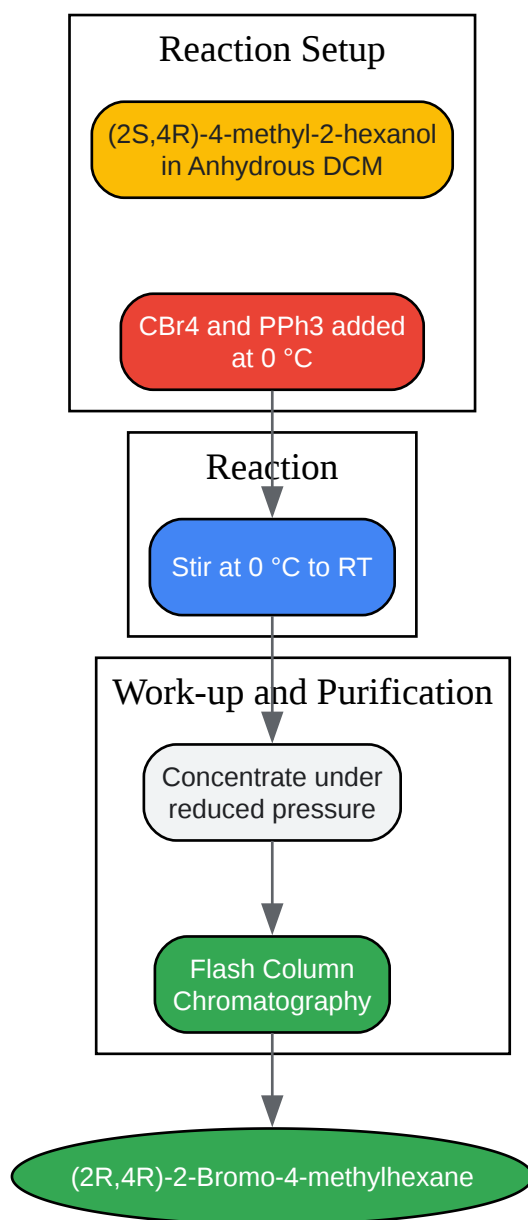 Reaction Setup
(2S,4R)-4-methyl-2-hexanol
in Anhydrous DCM
CBr4 and PPh3 added
at 0 °C
Reaction
Stir at 0 °C to RT
Work-up and Purification
Concentrate under
reduced pressure
Flash Column
Chromatography
(2R,4R)-2-Bromo-4-methylhexane